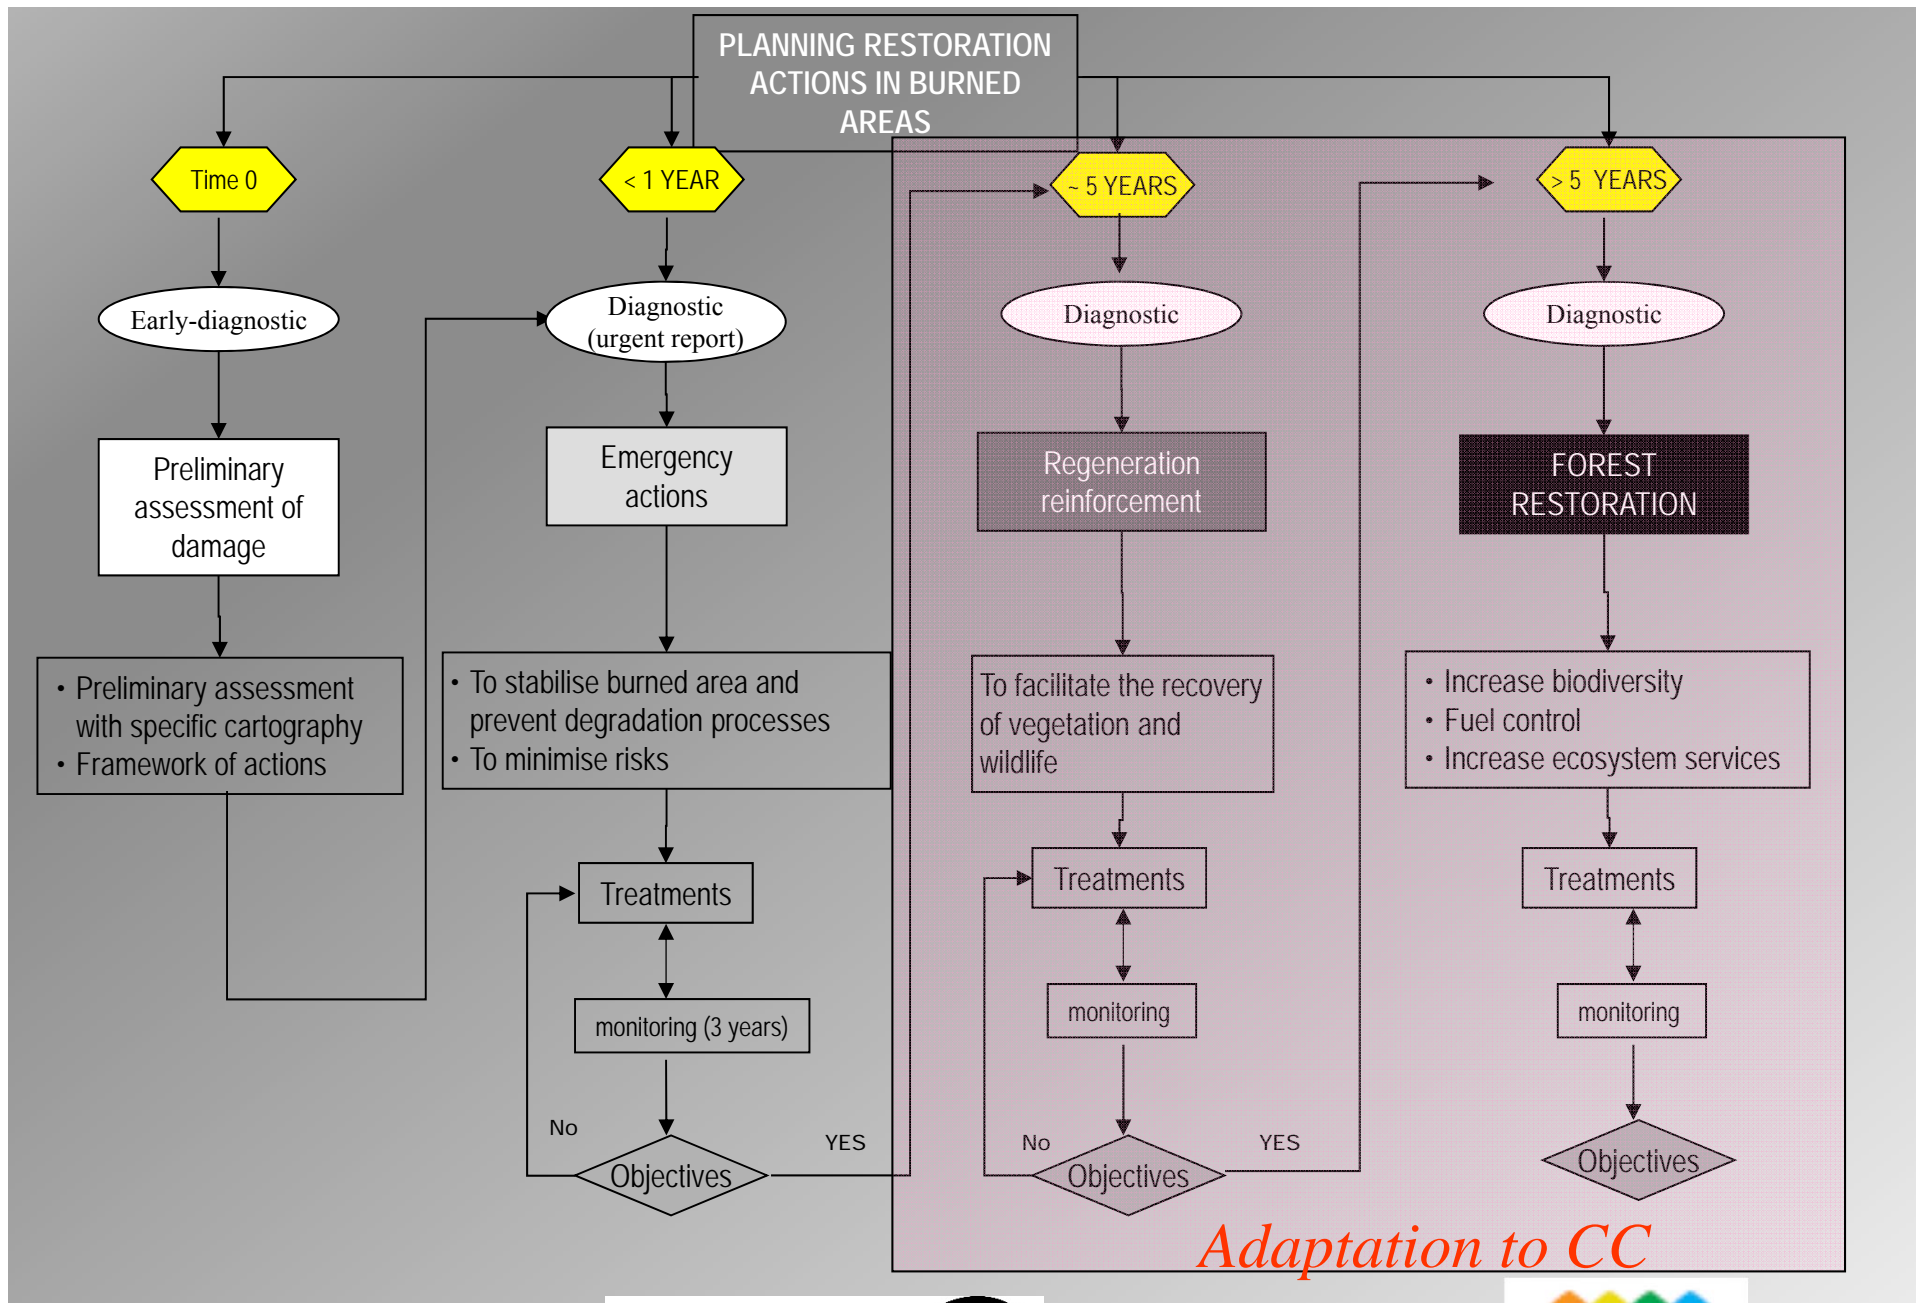 PLANNING RESTORATION
ACTIONS IN BURNED
AREAS
Time 0
Early-diagnostic
Preliminary
assessment of
damage
• Preliminary assessment
with specific cartography
• Framework of actions
< 1 YEAR
Diagnostic
(urgent report)
Emergency
actions
• To stabilise burned area and
prevent degradation processes
• To minimise risks
Treatments
monitoring (3 years)
No
Objectives
YES
~ 5 YEARS
Diagnostic
Regeneration
reinforcement
To facilitate the recovery
of vegetation and
wildlife
Treatments
monitoring
No
Objectives
YES
> 5 YEARS
Diagnostic
FOREST
RESTORATION
• Increase biodiversity
• Fuel control
• Increase ecosystem services
Treatments
monitoring
Objectives
Adaptation to CC